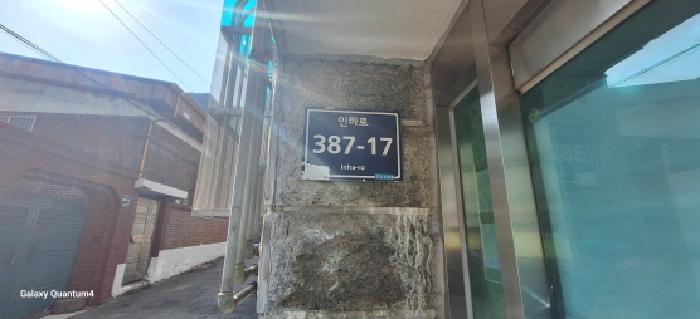 인하로
387-17
Inha-ro
Galaxy Quantum4